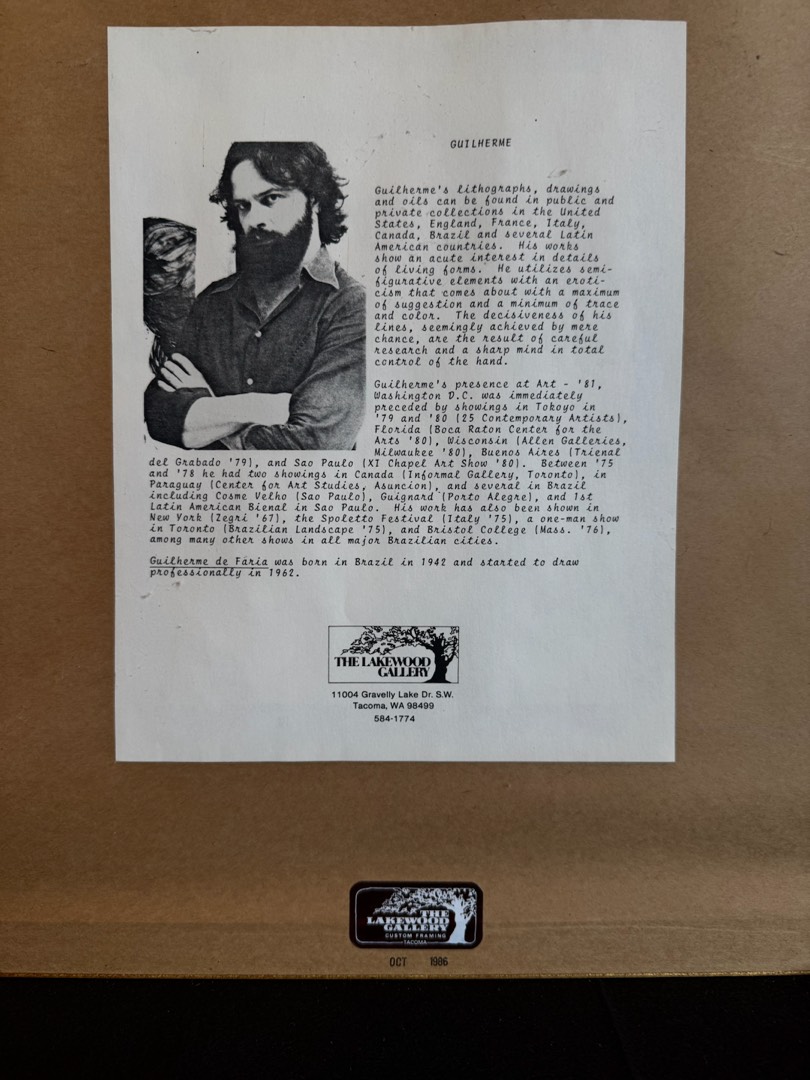 GUILHERME
Guilherme's lithographs, drawings
and oils can be found in public and
private collections in the United
States, England, France, Italy,
Canada, Brazil and several Latin
American countries. His works
show an acute interest in details
of living forms. He utilizes semi-
figurative elements with an eroti-
cism that comes about with a maximum
of suggestion and a minimum of trace
and color. The decisiveness of his
lines, seemingly achieved by mere
chance, are the result of careful
research and a sharp mind in total
control of the hand.
Guilherme's presence at Art - '81,
Washington D.C. was immediately
preceded by showings in Tokoyo in
'79 and '80 (25 Contemporary Artists),
Florida (Boca Raton Center for the
Arts '80), Wisconsin (Allen Galleries,
Milwaukee '80), Buenos Aires (Trienal
del Grabado '79), and Sao Paulo (XI Chapel Art Show '80). Between '75
and '78 he had two showings in Canada (Informal Gallery, Toronto), in
Paraguay (Center for Art Studies, Asuncion), and several in Brazil
including Cosme Velho (Sao Paulo), Guignard (Porto Alegre), and 1st
Latin American Bienal in Sao Paulo. His work has also been shown in
New York (Zegri '67), the Spoletto Festival (Italy '75), a one-man show
in Toronto (Brazilian Landscape '75), and Bristol College (Mass. '76),
among many other shows in all major Brazilian cities.
Guilherme de Faria was born in Brazil in 1942 and started to draw
professionally in 1962.
THE LAKEWOOD
GALLERY
11004 Gravelly Lake Dr. S.W.
Tacoma, WA 98499
584-1774
THE
LAKEWOOD
GALLERY
CUSTOM FRAMING
TACOMA
OCT 1986